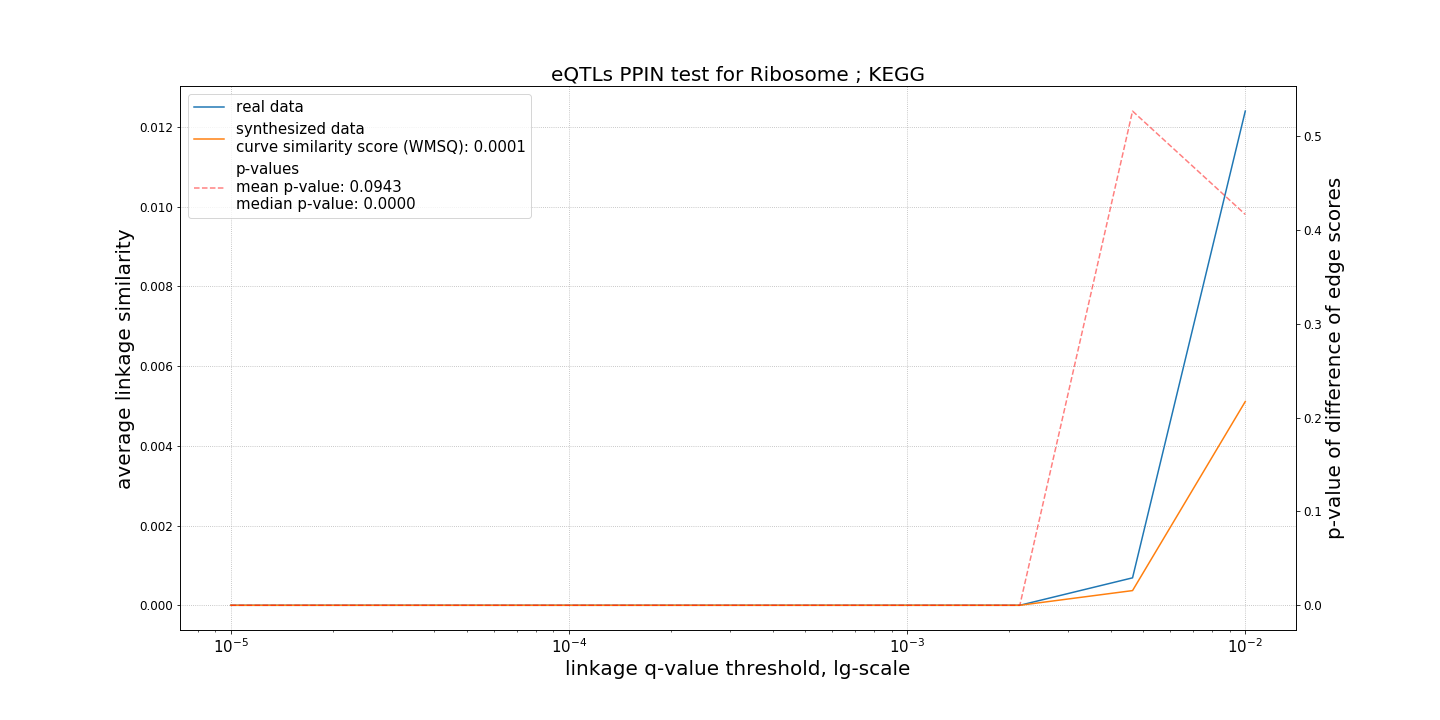 eQTLs PPIN test for Ribosome ; KEGG
real data
synthesized data
curve similarity score (WMSQ): 0.0001
p-values
mean p-value: 0.0943
median p-value: 0.0000
average linkage similarity
0.012
0.010
0.008
0.006
0.004
0.002
0.000
p-value of difference of edge scores
0.5
0.4
0.3
0.2
0.1
0.0
10⁻⁵ 10⁻⁴ 10⁻³ 10⁻²
linkage q-value threshold, lg-scale